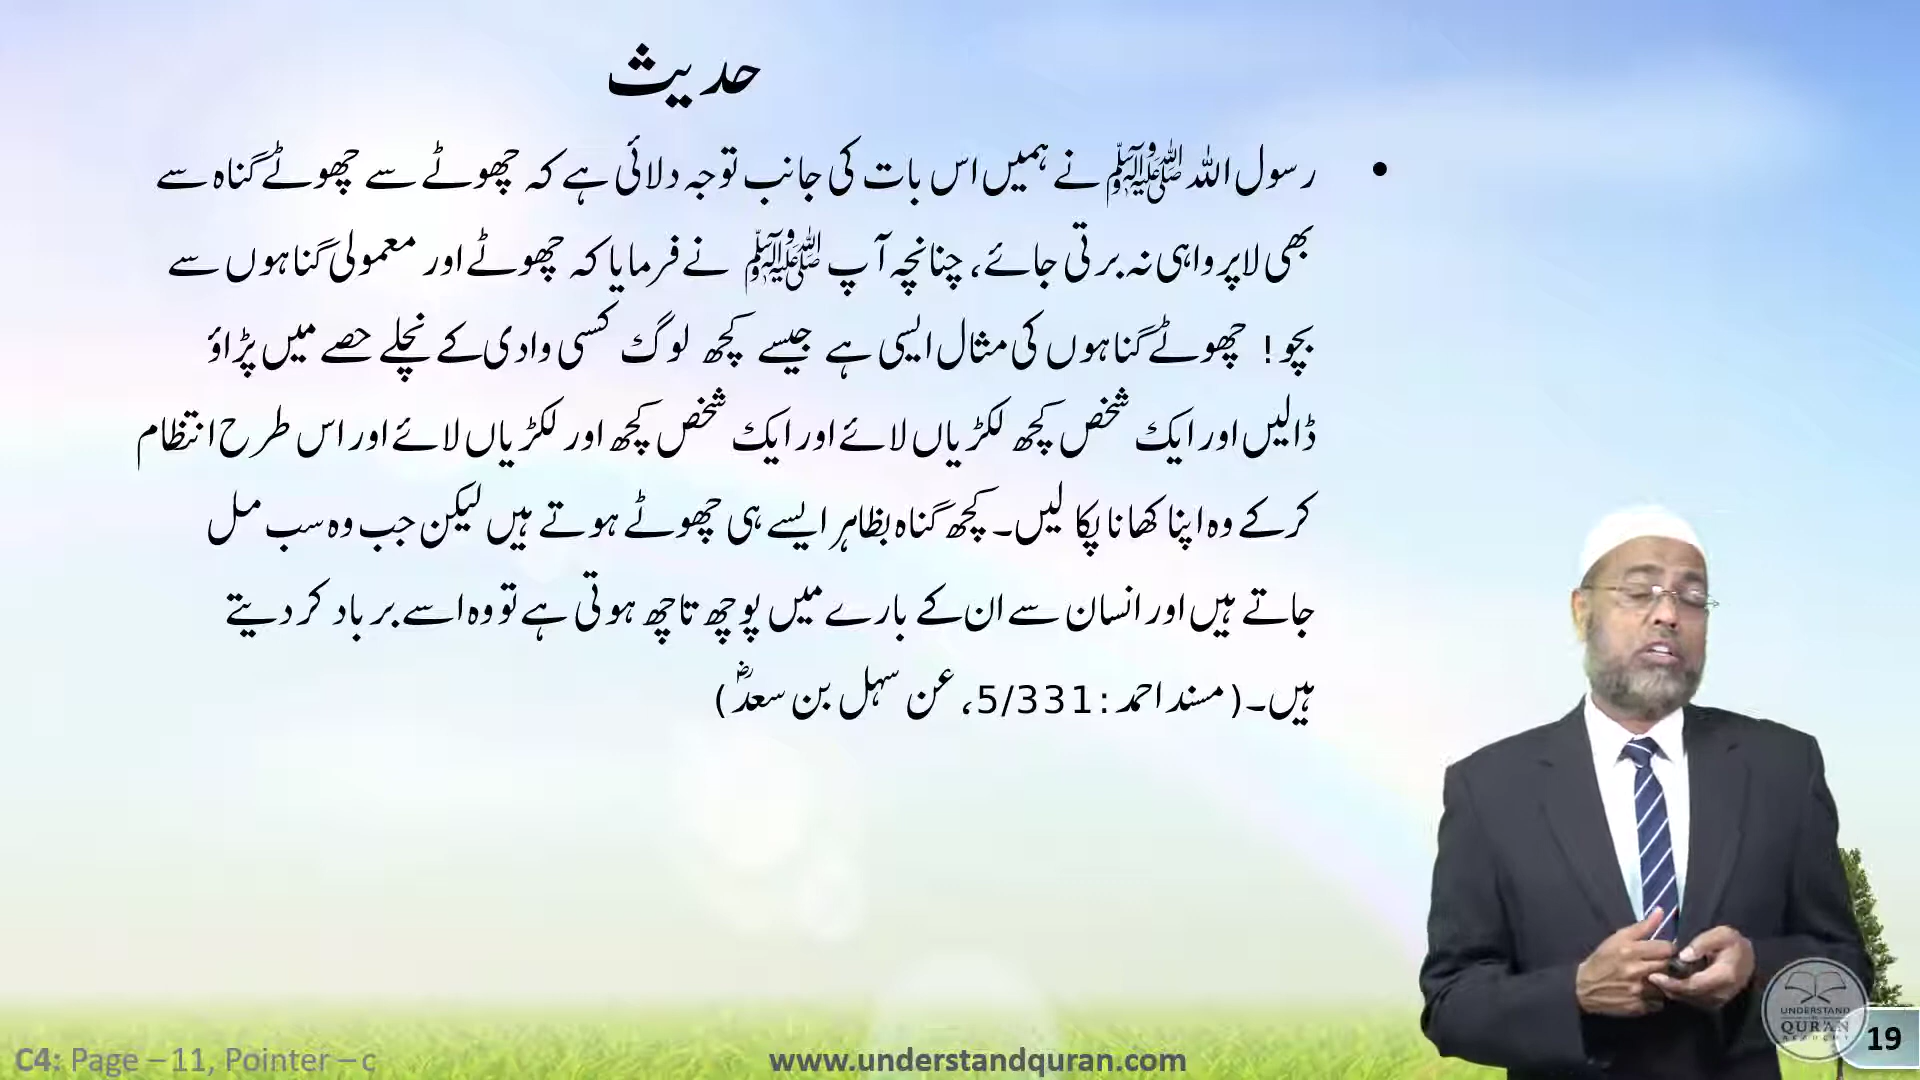 حدیث
• رسول اللہ ﷺ نے ہمیں اس بات کی جانب توجہ دلائی ہے کہ چھوٹے سے چھوٹے گناہ سے
بھی لاپرواہی نہ برتی جائے، چنانچہ آپ ﷺ نے فرمایا کہ چھوٹے اور معمولی گناہوں سے
بچو! چھوٹے گناہوں کی مثال ایسی ہے جیسے کچھ لوگ کسی وادی کے نچلے حصے میں پڑاؤ
ڈالیں اور ایک شخص کچھ لکڑیاں لائے اور ایک شخص کچھ اور لکڑیاں لائے اور اس طرح انتظام
کرکے وہ اپنا کھانا پکا لیں۔ کچھ گناہ بظاہر ایسے ہی چھوٹے ہوتے ہیں لیکن جب وہ سب مل
جاتے ہیں اور انسان سے ان کے بارے میں پوچھ تاچھ ہوتی ہے تو وہ اسے برباد کر دیتے
ہیں۔ (مسند احمد: 5/331، عن سہل بن سعدؓ)
UNDERSTAND
QUR'AN
ACADEMY
19
C4: Page – 11, Pointer – c
www.understandquran.com